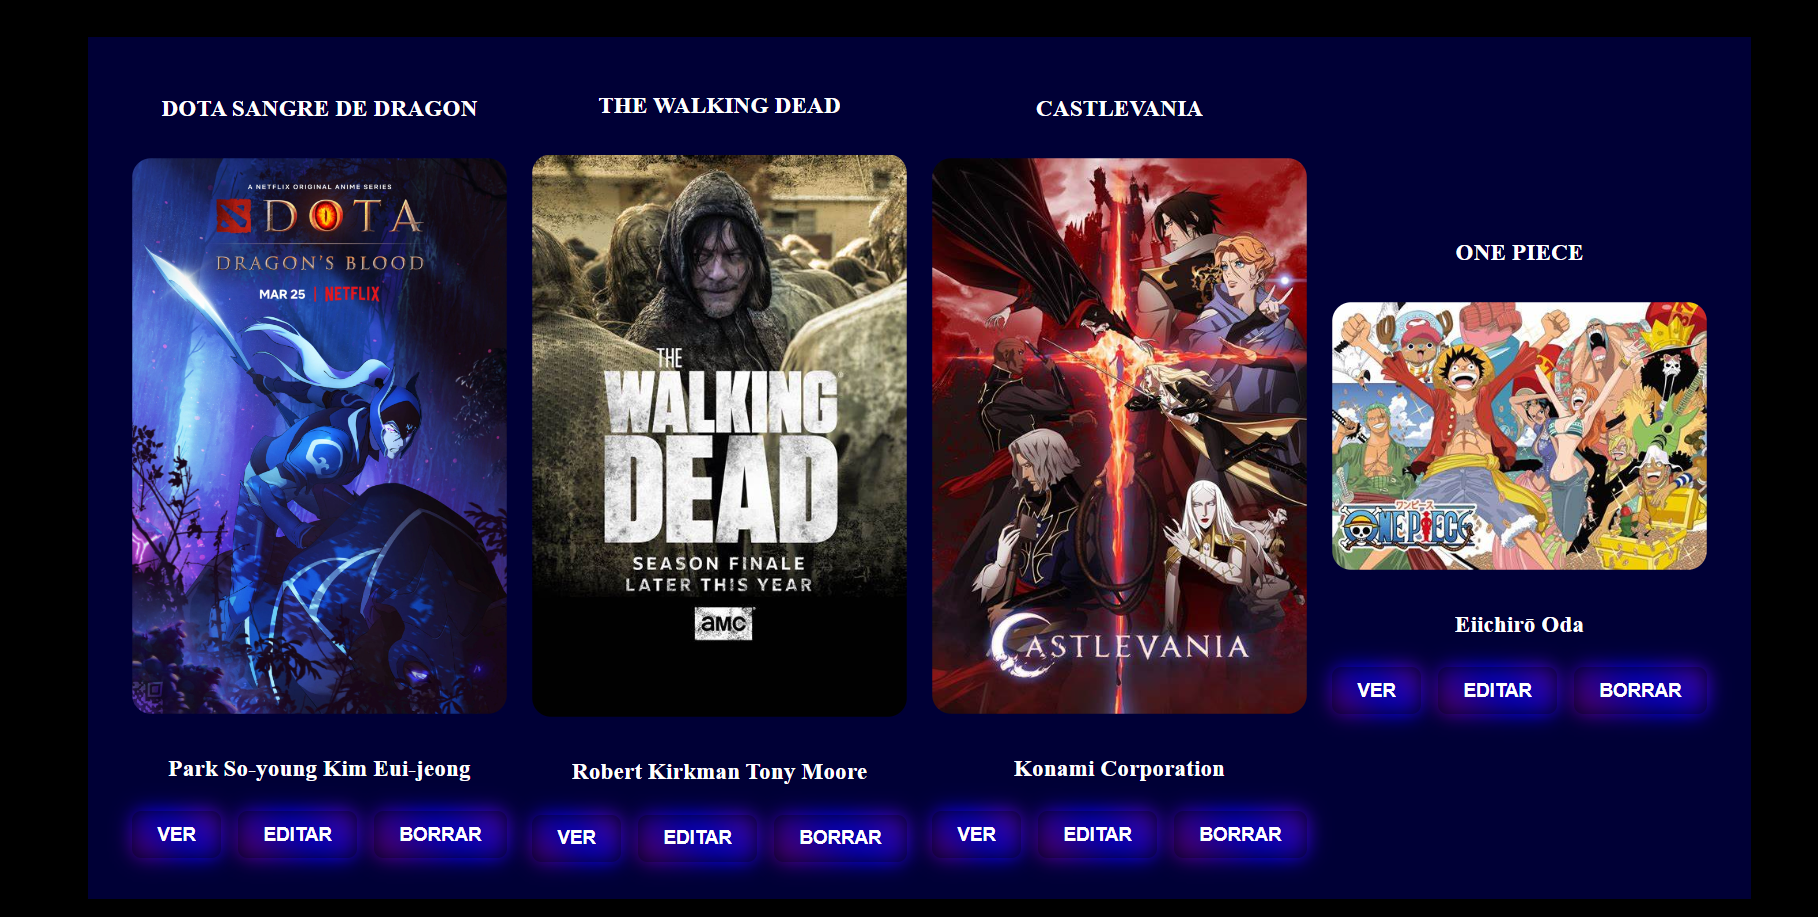 DOTA SANGRE DE DRAGON
A NETFLIX ORIGINAL ANIME SERIES
DOTA
DRAGON'S BLOOD
MAR 25 | NETFLIX
Park So-young Kim Eui-jeong
VER EDITAR BORRAR
THE WALKING DEAD
THE
WALKING
DEAD
SEASON FINALE
LATER THIS YEAR
aMC
Robert Kirkman Tony Moore
VER EDITAR BORRAR
CASTLEVANIA
CASTLEVANIA
Konami Corporation
VER EDITAR BORRAR
ONE PIECE
ワンピース
ONE PIECE
Eiichirō Oda
VER EDITAR BORRAR